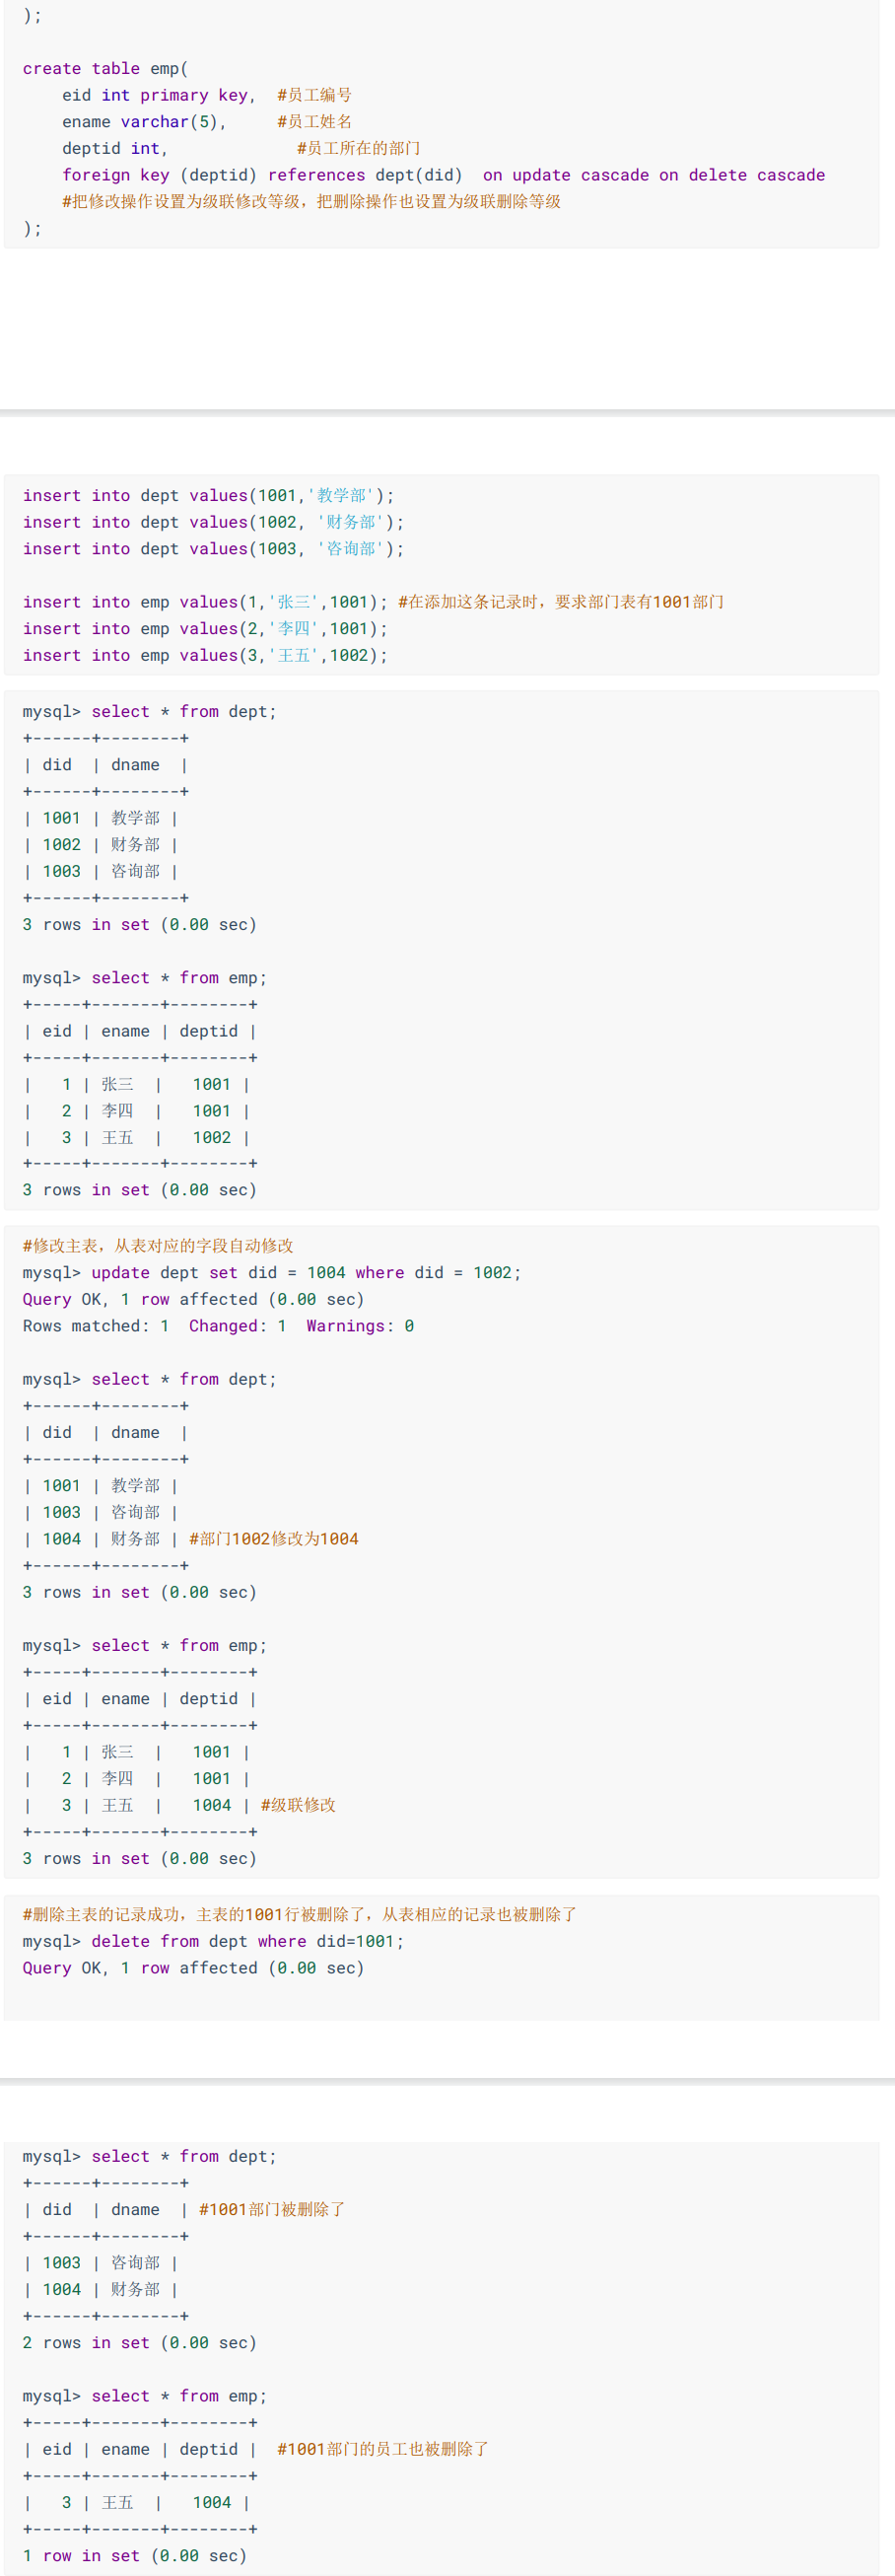 );
create table emp(
    eid int primary key,  #员工编号
    ename varchar(5),     #员工姓名
    deptid int,             #员工所在的部门
    foreign key (deptid) references dept(did)  on update cascade on delete cascade
    #把修改操作设置为级联修改等级，把删除操作也设置为级联删除等级
);
insert into dept values(1001,'教学部');
insert into dept values(1002, '财务部');
insert into dept values(1003, '咨询部');
insert into emp values(1,'张三',1001); #在添加这条记录时，要求部门表有1001部门
insert into emp values(2,'李四',1001);
insert into emp values(3,'王五',1002);
mysql> select * from dept;
+------+--------+
| did  | dname  |
+------+--------+
| 1001 | 教学部 |
| 1002 | 财务部 |
| 1003 | 咨询部 |
+------+--------+
3 rows in set (0.00 sec)
mysql> select * from emp;
+-----+-------+--------+
| eid | ename | deptid |
+-----+-------+--------+
|   1 | 张三  |   1001 |
|   2 | 李四  |   1001 |
|   3 | 王五  |   1002 |
+-----+-------+--------+
3 rows in set (0.00 sec)
#修改主表，从表对应的字段自动修改
mysql> update dept set did = 1004 where did = 1002;
Query OK, 1 row affected (0.00 sec)
Rows matched: 1  Changed: 1  Warnings: 0
mysql> select * from dept;
+------+--------+
| did  | dname  |
+------+--------+
| 1001 | 教学部 |
| 1003 | 咨询部 |
| 1004 | 财务部 | #部门1002修改为1004
+------+--------+
3 rows in set (0.00 sec)
mysql> select * from emp;
+-----+-------+--------+
| eid | ename | deptid |
+-----+-------+--------+
|   1 | 张三  |   1001 |
|   2 | 李四  |   1001 |
|   3 | 王五  |   1004 | #级联修改
+-----+-------+--------+
3 rows in set (0.00 sec)
#删除主表的记录成功，主表的1001行被删除了，从表相应的记录也被删除了
mysql> delete from dept where did=1001;
Query OK, 1 row affected (0.00 sec)
mysql> select * from dept;
+------+--------+
| did  | dname  | #1001部门被删除了
+------+--------+
| 1003 | 咨询部 |
| 1004 | 财务部 |
+------+--------+
2 rows in set (0.00 sec)
mysql> select * from emp;
+-----+-------+--------+
| eid | ename | deptid |  #1001部门的员工也被删除了
+-----+-------+--------+
|   3 | 王五  |   1004 |
+-----+-------+--------+
1 row in set (0.00 sec)